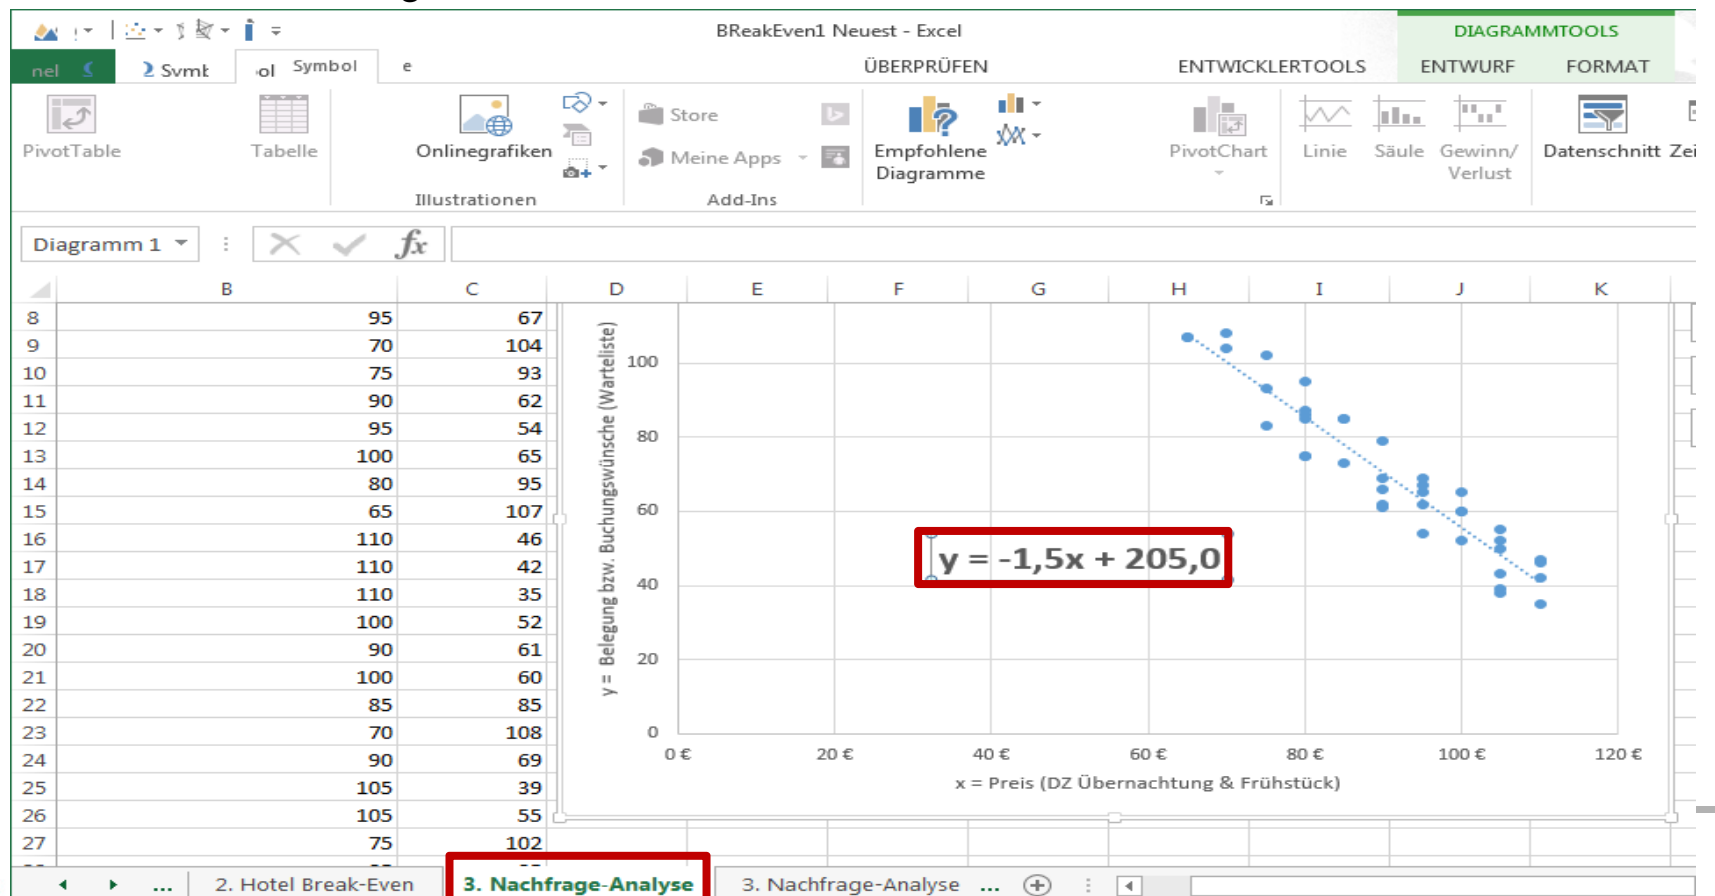 BReakEven1 Neuest - Excel
DIAGRAMMTOOLS
nel
Symbol
e
ÜBERPRÜFEN
ENTWICKLERTOOLS
ENTWURF
FORMAT
PivotTable
Tabelle
Onlinegrafiken
Store
Meine Apps
Empfohlene
Diagramme
PivotChart
Linie
Säule
Gewinn/
Verlust
Datenschnitt
Illustrationen
Add-Ins
Diagramm 1
fx
B C D E F G H I J K
8 95 67
9 70 104
10 75 93
11 90 62
12 95 54
13 100 65
14 80 95
15 65 107
16 110 46
17 110 42
18 110 35
19 100 52
20 90 61
21 100 60
22 85 85
23 70 108
24 90 69
25 105 39
26 105 55
27 75 102
y = Belegung bzw. Buchungswünsche (Warteliste)
100
80
60
40
20
0
y = -1,5x + 205,0
0 € 20 € 40 € 60 € 80 € 100 € 120 €
x = Preis (DZ Übernachtung & Frühstück)
... 2. Hotel Break-Even 3. Nachfrage-Analyse 3. Nachfrage-Analyse ...